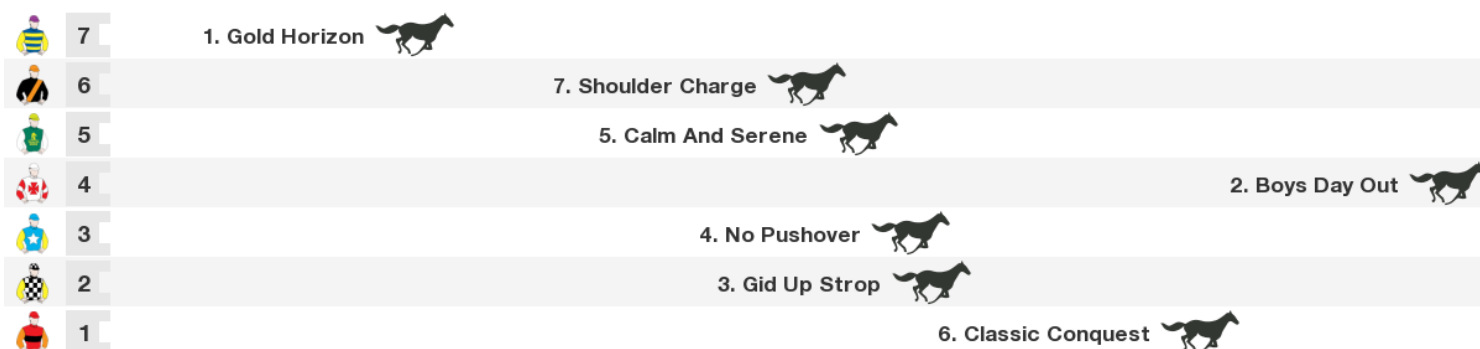 7 1. Gold Horizon
6 7. Shoulder Charge
5 5. Calm And Serene
4 2. Boys Day Out
3 4. No Pushover
2 3. Gid Up Strop
1 6. Classic Conquest